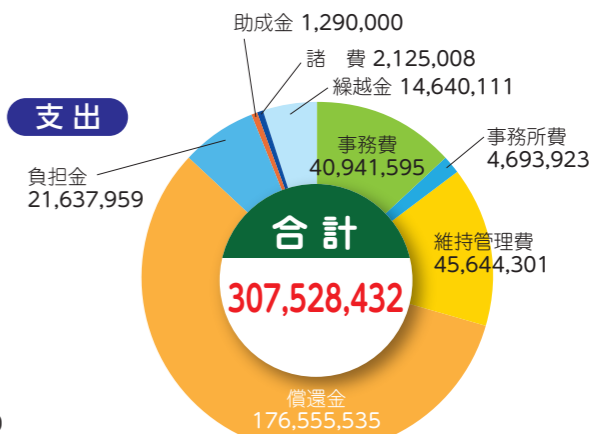 支出
助成金 1,290,000
諸　費 2,125,008
繰越金 14,640,111
事務費
40,941,595
事務所費
4,693,923
負担金
21,637,959
維持管理費
45,644,301
合計
307,528,432
償還金
176,555,535